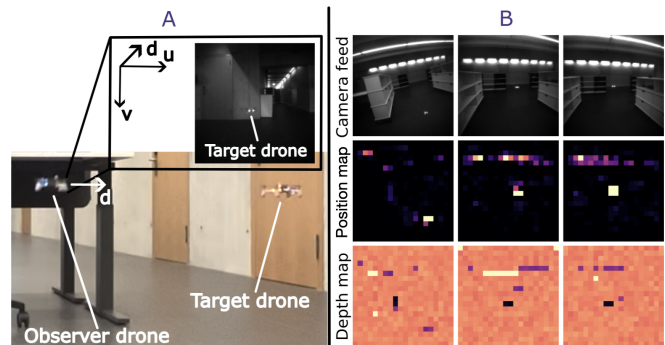 A
B
d
u
v
Target drone
d
Target drone
Observer drone
Camera feed
Position map
Depth map